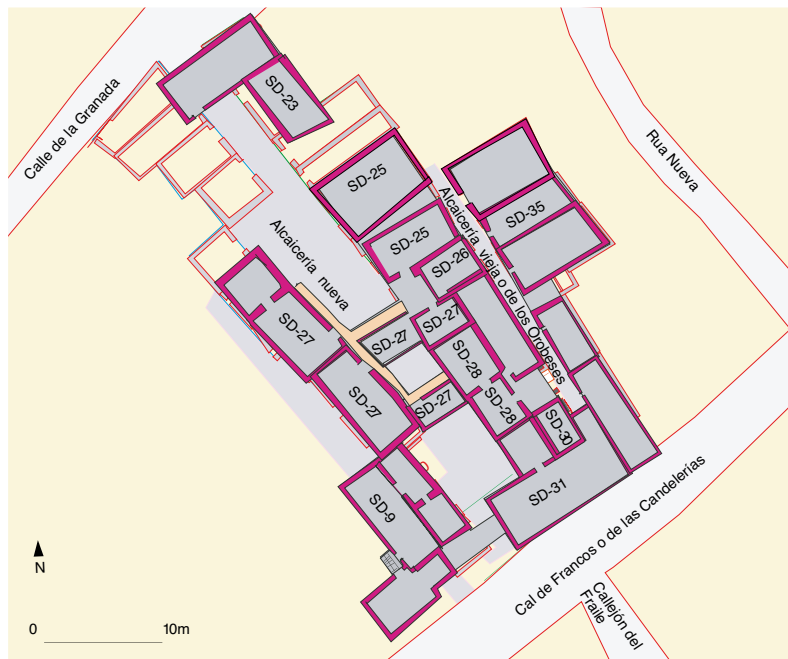 Calle de la Granada
SD-23
SD-25
Rua Nueva
SD-35
SD-25
Alcaicería vieja o de los Orobeses
Alcaicería nueva
SD-26
SD-27
SD-27
SD-27
SD-28
SD-27
SD-28
SD-27
SD-30
SD-31
SD-9
Cal de Francos o de las Candelerías
Callejón del
Fraile
N
0 10m